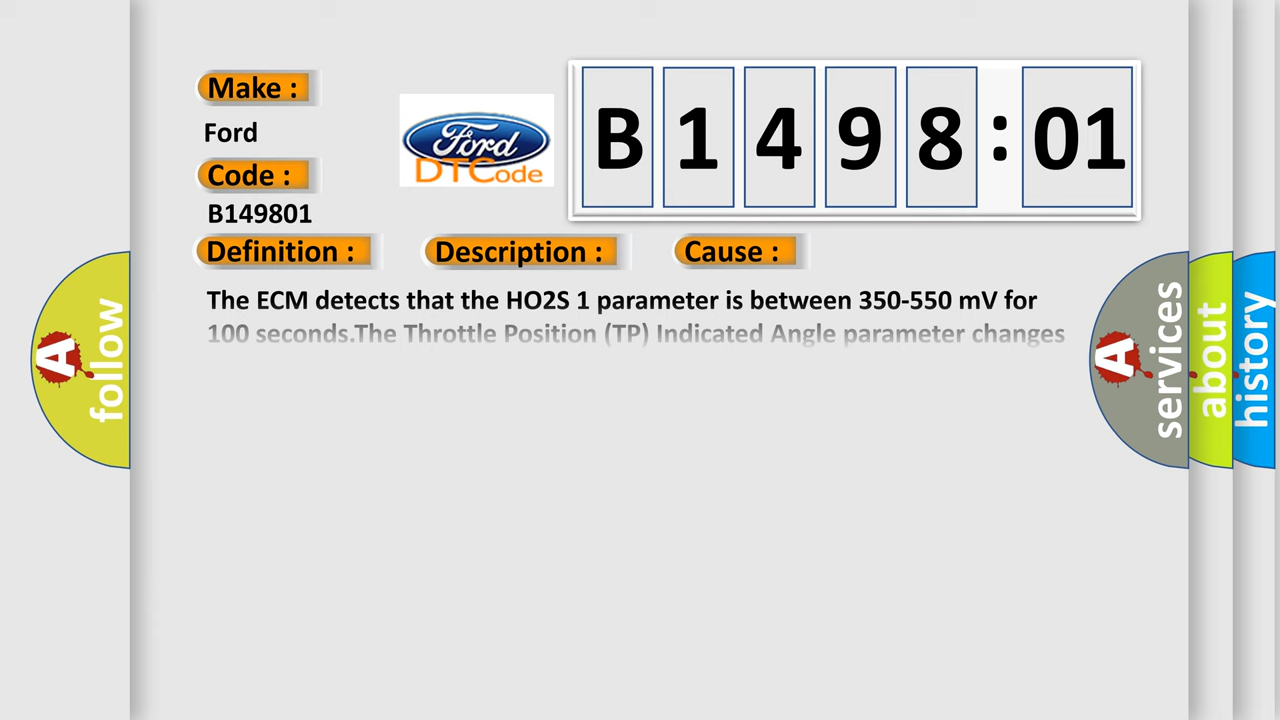 Make :
Ford
Code :
B149801
Ford
DTCode
B 1 4 9 8 : 01
Definition :
Description :
Cause :
The ECM detects that the HO2S 1 parameter is between 350-550 mV for
100 seconds.The Throttle Position (TP) Indicated Angle parameter changes
A follow
A services
about
history